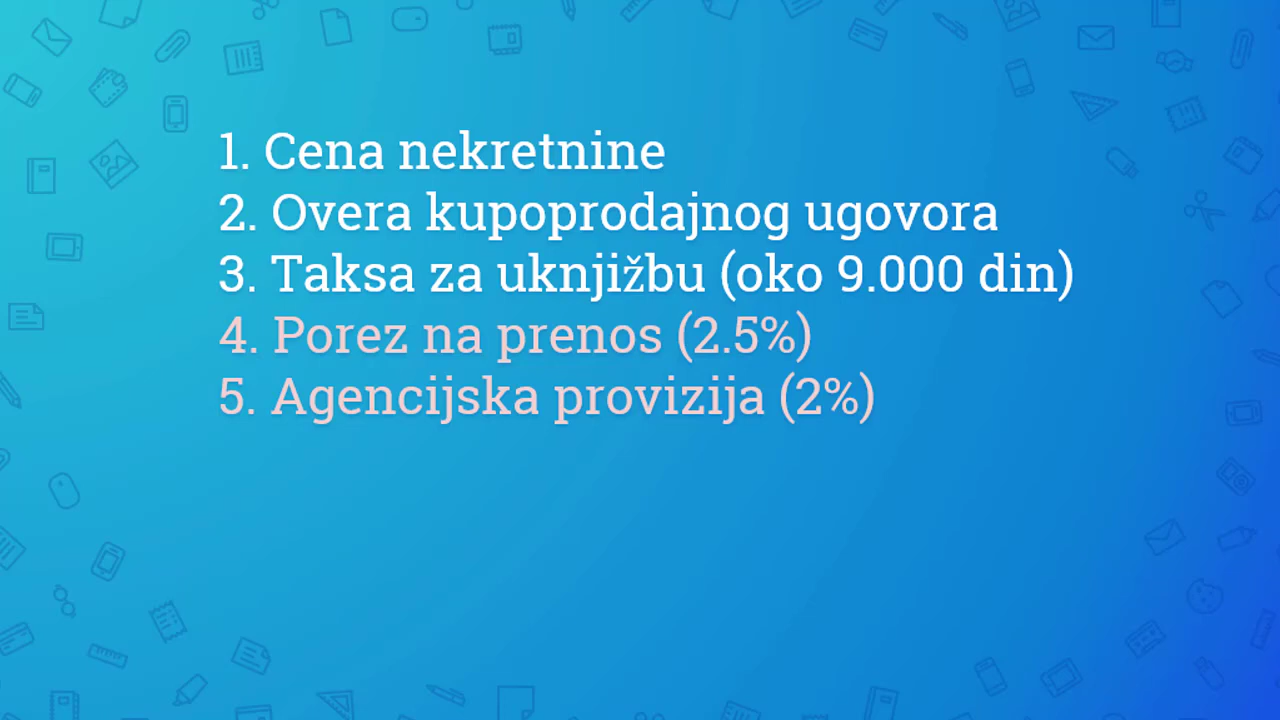 1. Cena nekretnine
2. Overa kupoprodajnog ugovora
3. Taksa za uknjižbu (oko 9.000 din)
4. Porez na prenos (2.5%)
5. Agencijska provizija (2%)